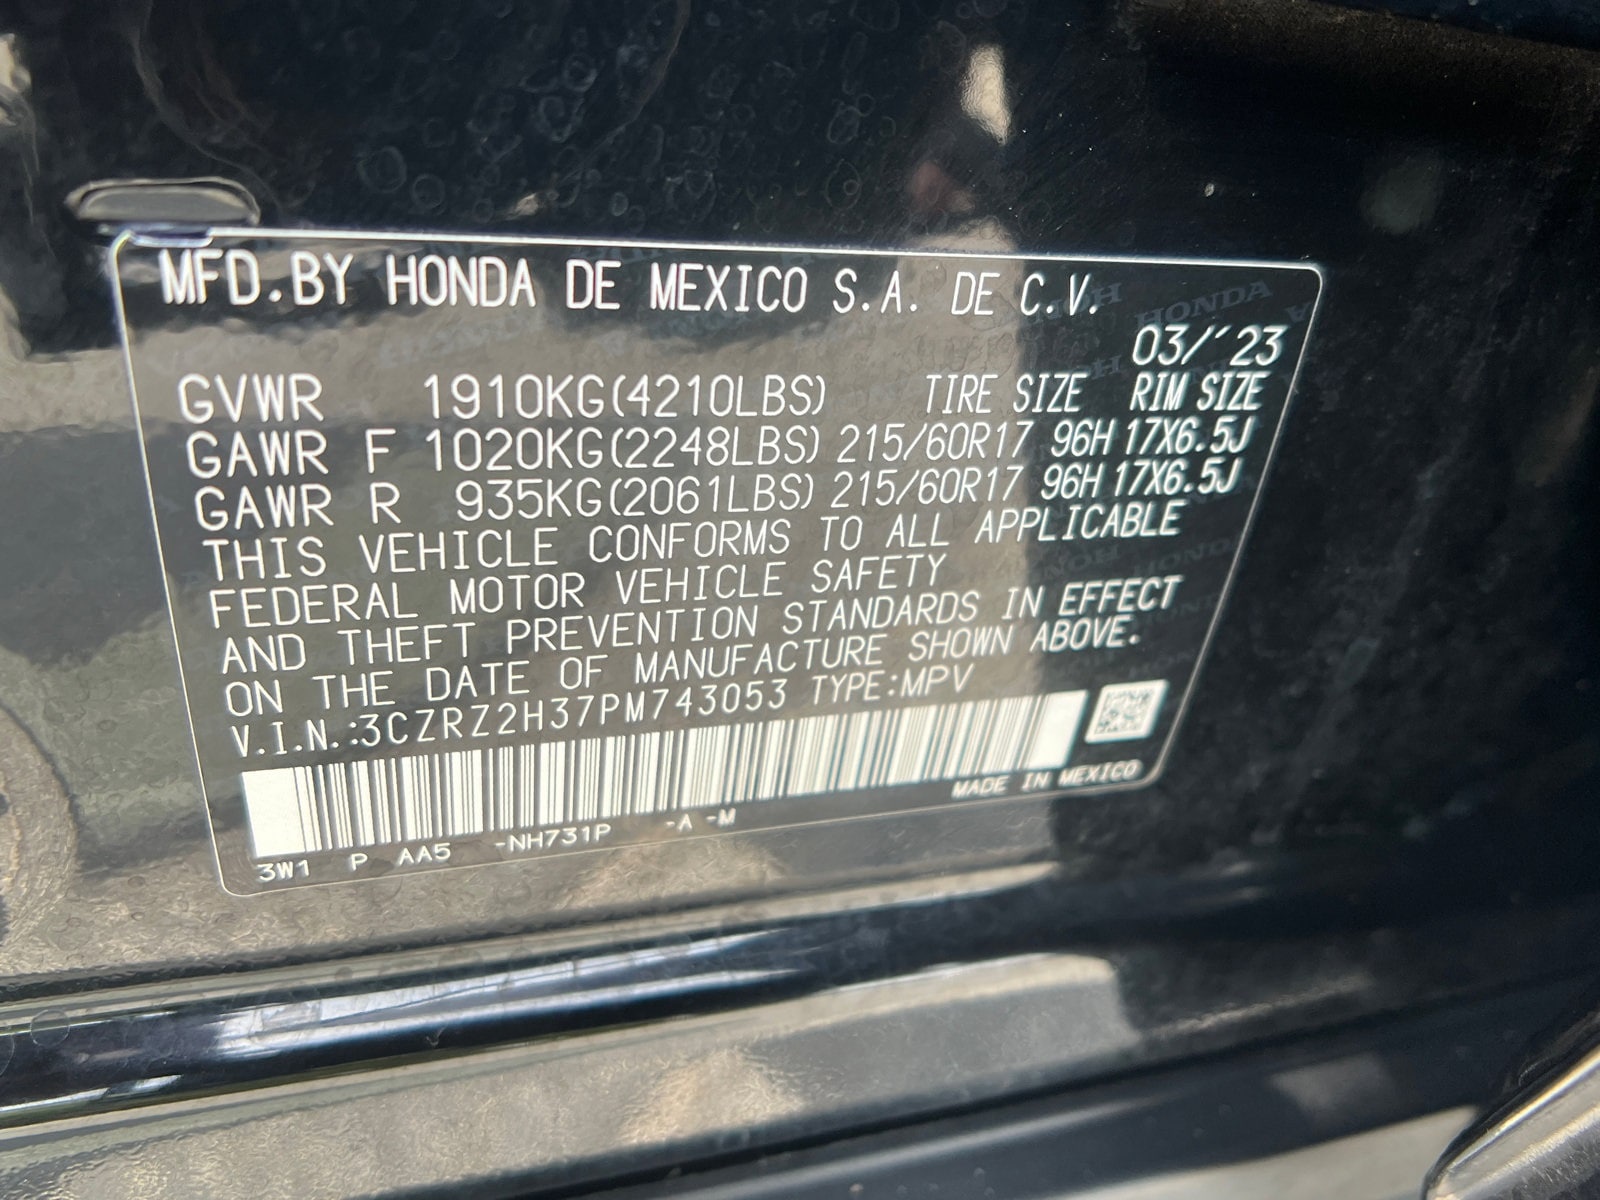 MFD.BY HONDA DE MEXICO S.A. DE C.V.
03/'23
GVWR 1910KG(4210LBS) TIRE SIZE RIM SIZE
GAWR F 1020KG(2248LBS) 215/60R17 96H 17X6.5J
GAWR R 935KG(2061LBS) 215/60R17 96H 17X6.5J
THIS VEHICLE CONFORMS TO ALL APPLICABLE
FEDERAL MOTOR VEHICLE SAFETY
AND THEFT PREVENTION STANDARDS IN EFFECT
ON THE DATE OF MANUFACTURE SHOWN ABOVE.
V.I.N.:3CZRZ2H37PM743053 TYPE:MPV
MADE IN MEXICO
3W1 P AA5 -NH731P -A -M